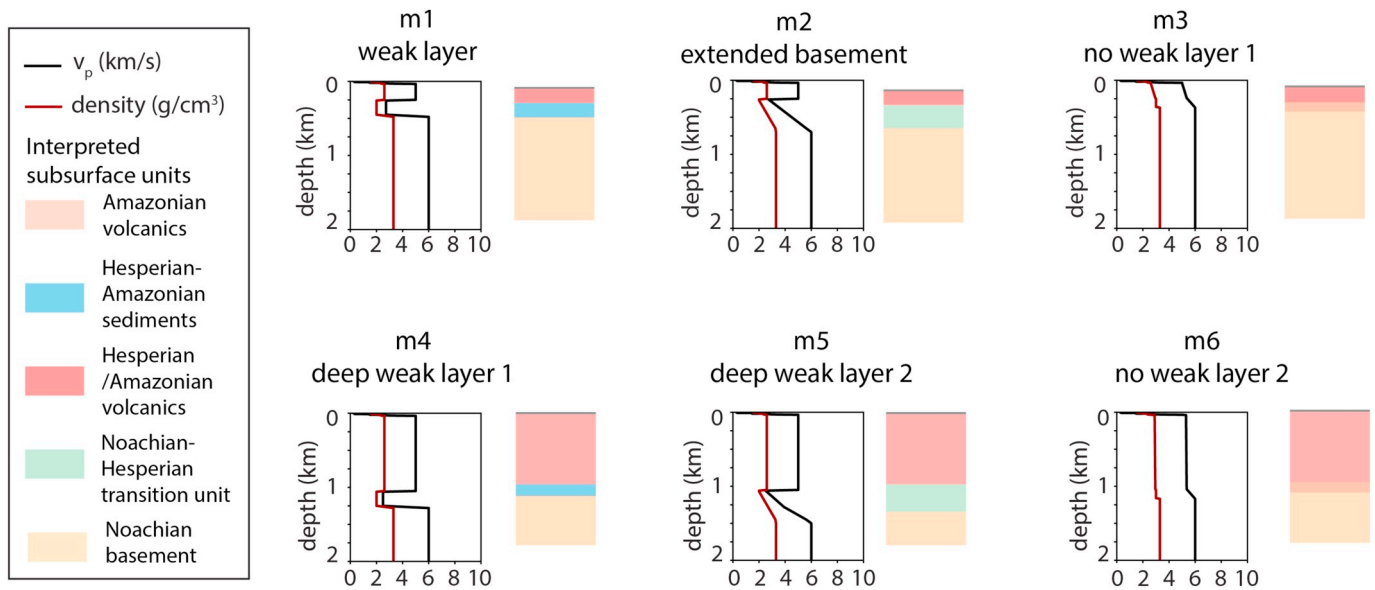 v_p (km/s)
density (g/cm³)
Interpreted
subsurface units
Amazonian
volcanics
Hesperian-
Amazonian
sediments
Hesperian
/Amazonian
volcanics
Noachian-
Hesperian
transition unit
Noachian
basement
m1
weak layer
0
1
2
depth (km)
0 2 4 6 8 10
m2
extended basement
0
1
2
depth (km)
0 2 4 6 8 10
m3
no weak layer 1
0
1
2
depth (km)
0 2 4 6 8 10
m4
deep weak layer 1
0
1
2
depth (km)
0 2 4 6 8 10
m5
deep weak layer 2
0
1
2
depth (km)
0 2 4 6 8 10
m6
no weak layer 2
0
1
2
depth (km)
0 2 4 6 8 10